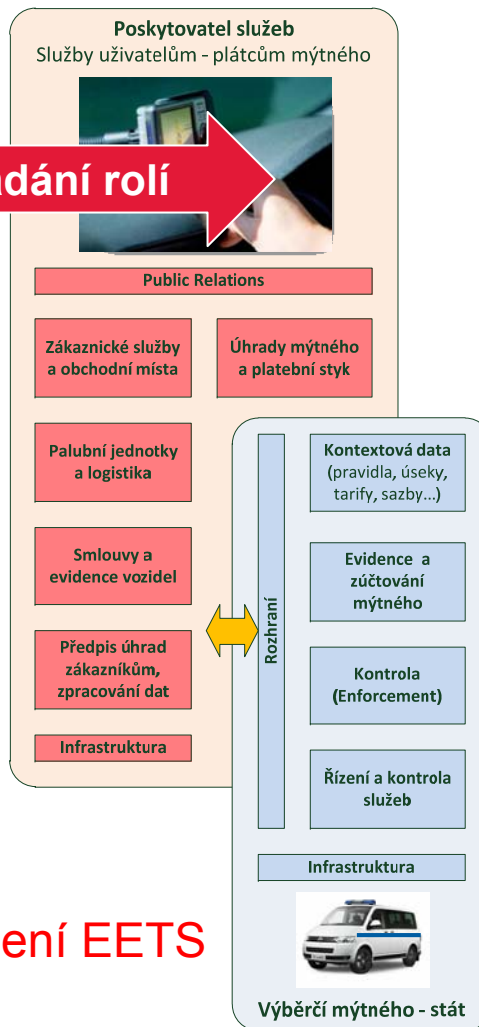 Poskytovatel služeb
Služby uživatelům - plátcům mýtného
ádání rolí
Public Relations
Zákaznické služby
a obchodní místa
Úhrady mýtného
a platební styk
Palubní jednotky
a logistika
Smlouvy a
evidence vozidel
Předpis úhrad
zákazníkům,
zpracování dat
Infrastruktura
Rozhraní
Kontextová data
(pravidla, úseky,
tarify, sazby...)
Evidence a
zúčtování
mýtného
Kontrola
(Enforcement)
Řízení a kontrola
služeb
Infrastruktura
ení EETS
Výběrčí mýtného - stát